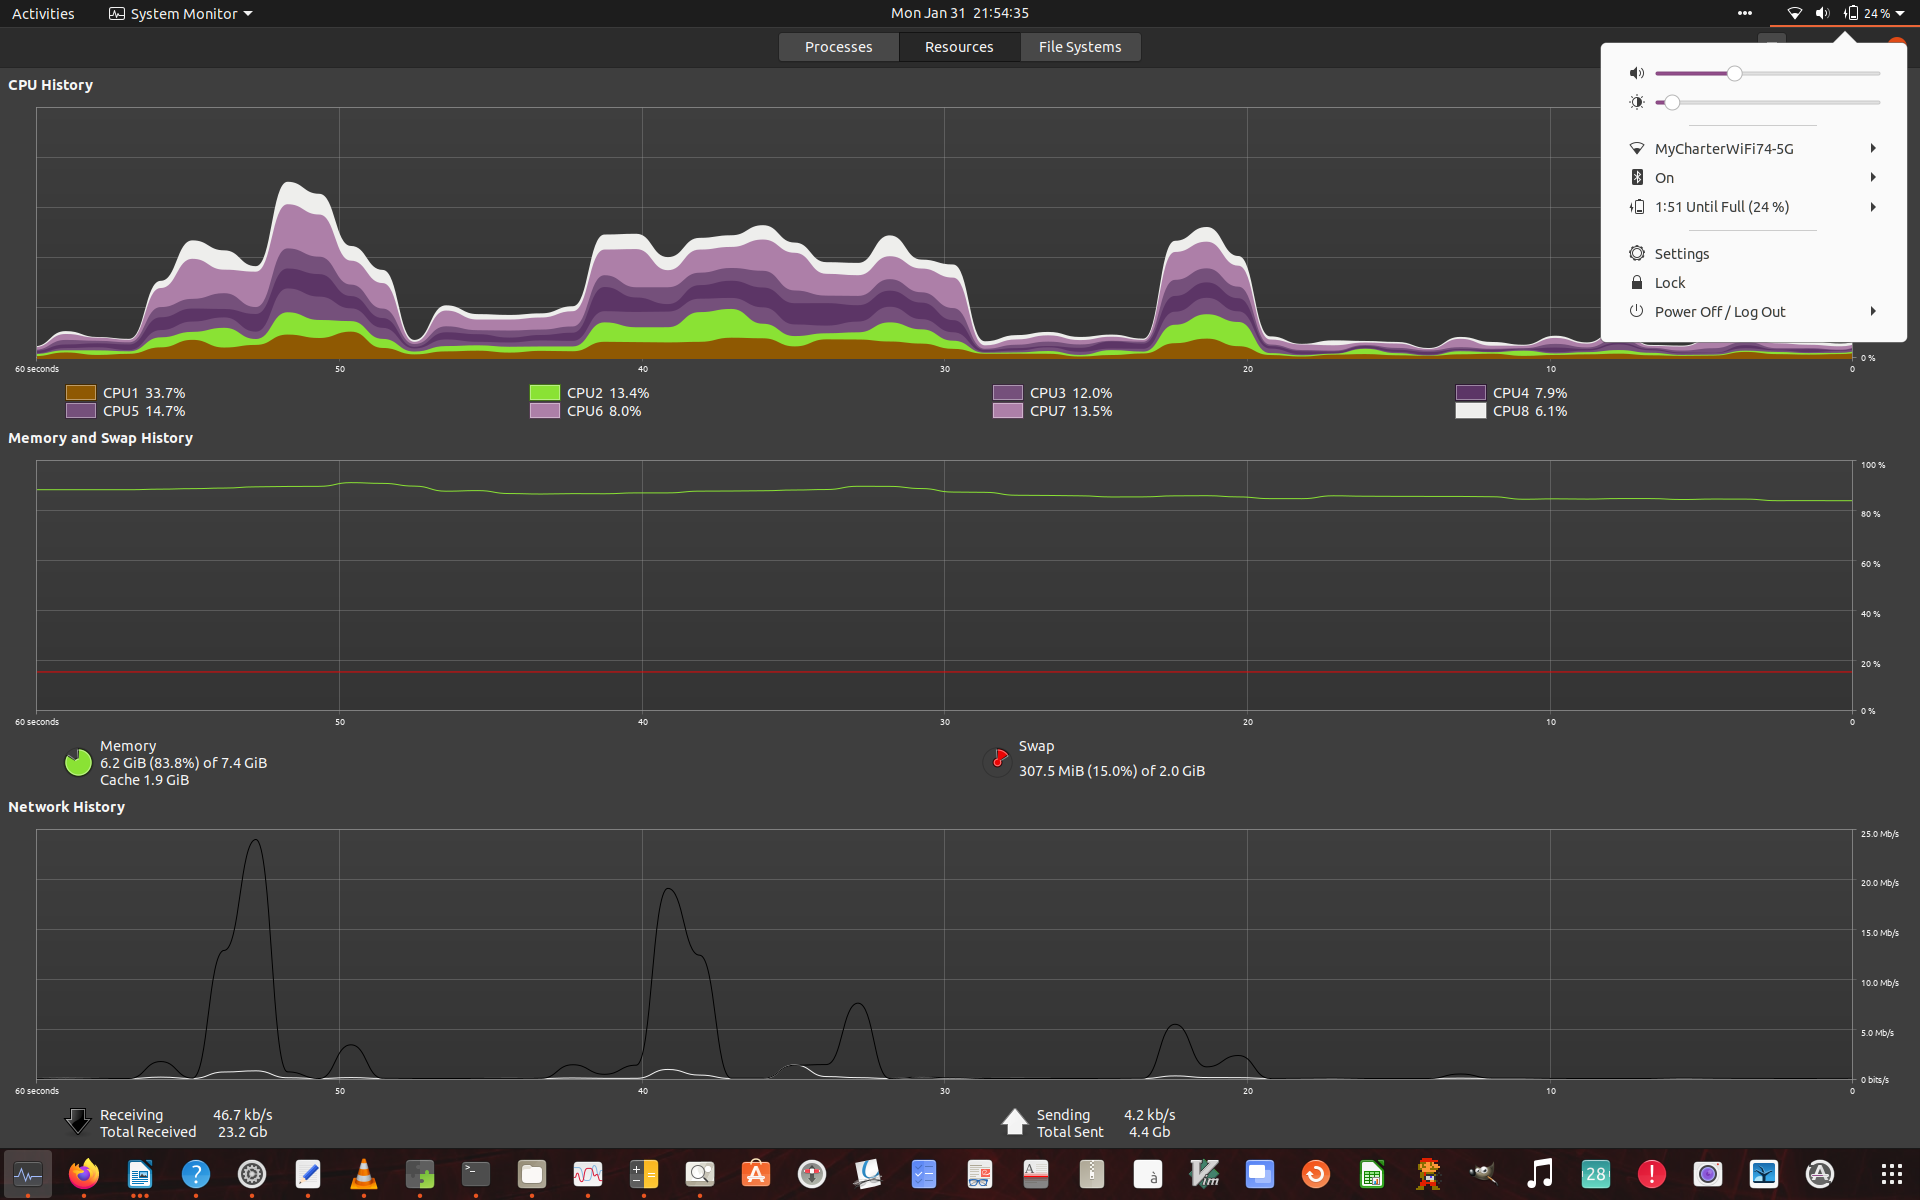 Activities System Monitor Mon Jan 31 21:54:35 24 %
Processes Resources File Systems
CPU History
MyCharterWiFi74-5G
On
1:51 Until Full (24 %)
Settings
Lock
Power Off / Log Out
0 %
60 seconds 50 40 30 20 10 0
CPU1 33.7% CPU2 13.4% CPU3 12.0% CPU4 7.9%
CPU5 14.7% CPU6 8.0% CPU7 13.5% CPU8 6.1%
Memory and Swap History
100 %
80 %
60 %
40 %
20 %
0 %
60 seconds 50 40 30 20 10 0
Memory
6.2 GiB (83.8%) of 7.4 GiB
Cache 1.9 GiB
Swap
307.5 MiB (15.0%) of 2.0 GiB
Network History
25.0 Mb/s
20.0 Mb/s
15.0 Mb/s
10.0 Mb/s
5.0 Mb/s
0 bits/s
60 seconds 50 40 30 20 10 0
Receiving 46.7 kb/s
Total Received 23.2 Gb
Sending 4.2 kb/s
Total Sent 4.4 Gb
28